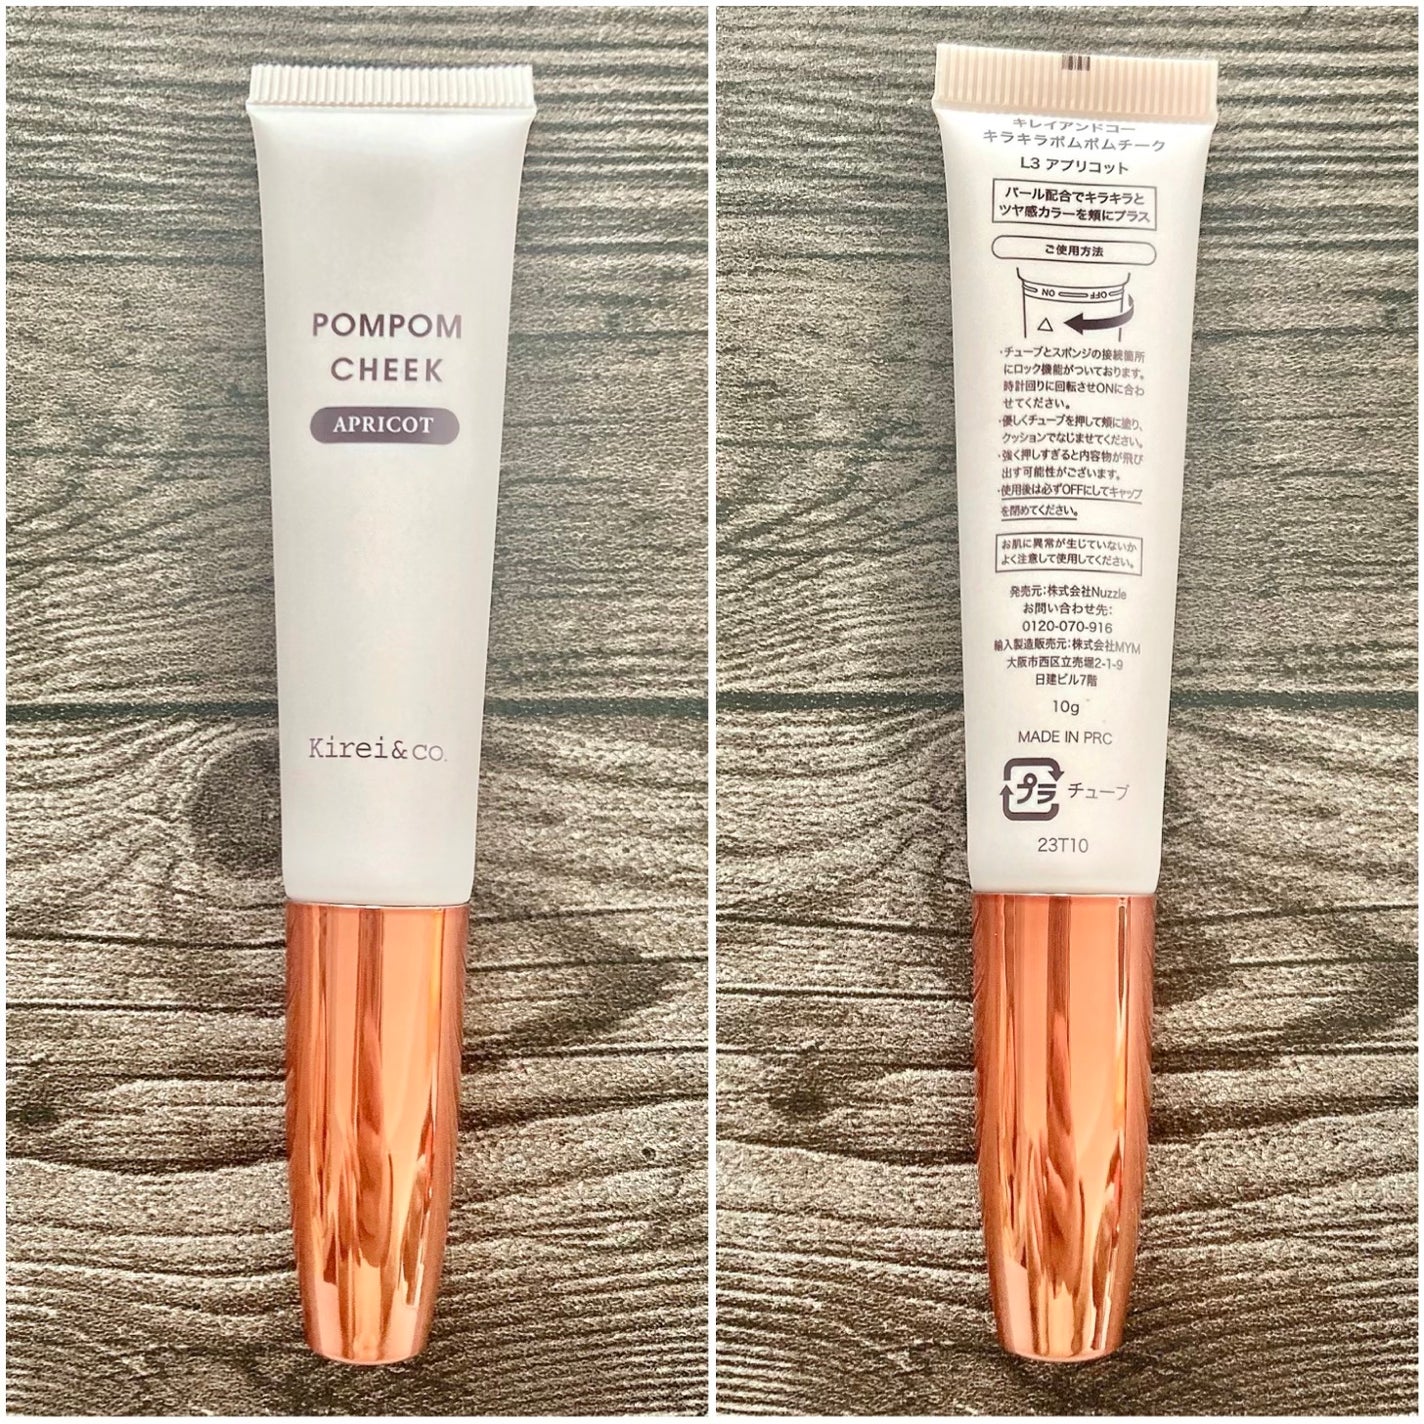 POMPOM
CHEEK
APRICOT
Kirei&co.
キレイアンドコー
キラキラポムポムチーク
L3 アプリコット
パール配合でキラキラと
ツヤ感カラーを頬にプラス
ご使用方法
ON OFF
・チューブとスポンジの接続箇所
にロック機能がついております。
時計回りに回転させONに合わ
せてください。
・優しくチューブを押して頬に塗り、
クッションでなじませてください。
・強く押しすぎると内容物が飛び
出す可能性がございます。
・使用後は必ずOFFにしてキャップ
を閉めてください。
お肌に異常が生じていないか
よく注意して使用してください。
発売元:株式会社Nuzzle
お問い合わせ先:
0120-070-916
輸入製造販売元:株式会社MYM
大阪市西区立売堀2-1-9
日建ビル7階
10g
MADE IN PRC
プラ チューブ
23T10